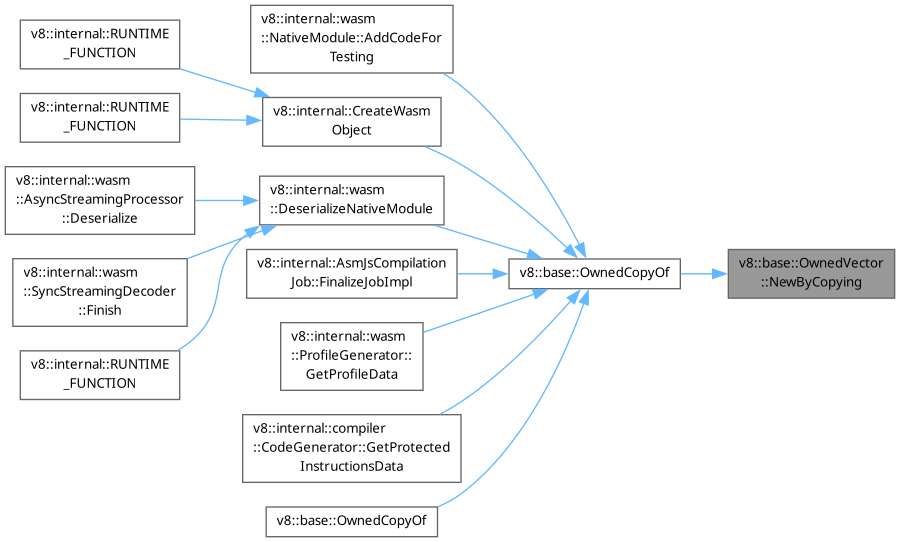 v8::internal::RUNTIME
_FUNCTION
v8::internal::RUNTIME
_FUNCTION
v8::internal::wasm
::AsyncStreamingProcessor
::Deserialize
v8::internal::wasm
::SyncStreamingDecoder
::Finish
v8::internal::RUNTIME
_FUNCTION
v8::internal::wasm
::NativeModule::AddCodeFor
Testing
v8::internal::CreateWasm
Object
v8::internal::wasm
::DeserializeNativeModule
v8::internal::AsmJsCompilation
Job::FinalizeJobImpl
v8::internal::wasm
::ProfileGenerator::
GetProfileData
v8::internal::compiler
::CodeGenerator::GetProtected
InstructionsData
v8::base::OwnedCopyOf
v8::base::OwnedCopyOf
v8::base::OwnedVector
::NewByCopying